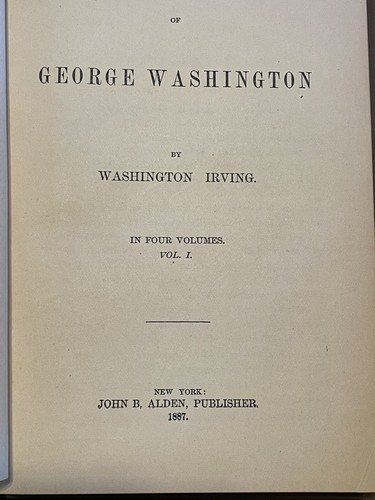 OF
GEORGE WASHINGTON
BY
WASHINGTON IRVING.
IN FOUR VOLUMES.
VOL. I.
NEW YORK:
JOHN B. ALDEN, PUBLISHER.
1887.